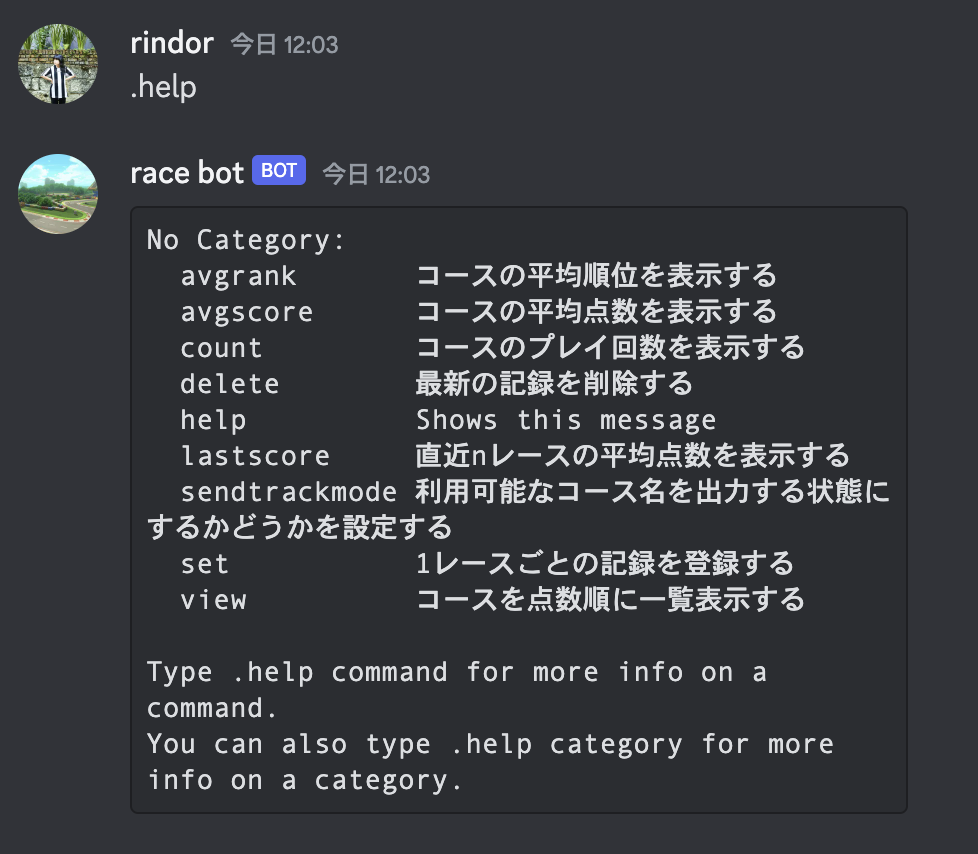 rindor 今日 12:03
.help
race bot BOT 今日 12:03
No Category:
  avgrank       コースの平均順位を表示する
  avgscore      コースの平均点数を表示する
  count         コースのプレイ回数を表示する
  delete        最新の記録を削除する
  help          Shows this message
  lastscore     直近nレースの平均点数を表示する
  sendtrackmode 利用可能なコース名を出力する状態に
するかどうかを設定する
  set           1レースごとの記録を登録する
  view          コースを点数順に一覧表示する

Type .help command for more info on a
command.
You can also type .help category for more
info on a category.